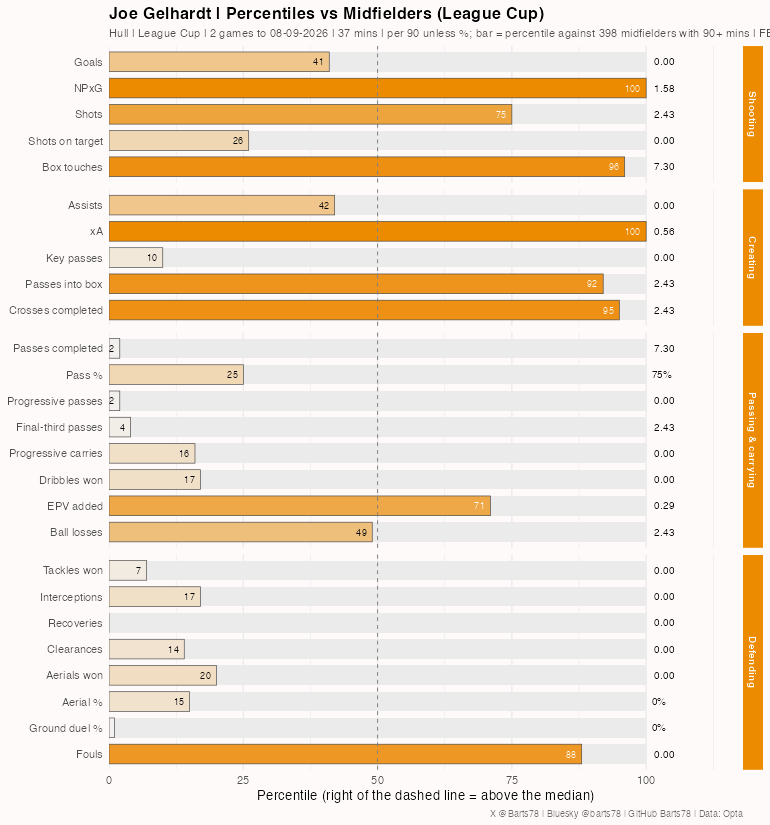 Joe Gelhardt | Percentiles vs Midfielders (League Cup)
Hull | League Cup | 2 games to 08-09-2026 | 37 mins | per 90 unless %; bar = percentile against 398 midfielders with 90+ mins | FE
Goals 41 0.00
NPxG 100 1.58
Shots 75 2.43
Shots on target 26 0.00
Box touches 96 7.30
Shooting
Assists 42 0.00
xA 100 0.56
Key passes 10 0.00
Passes into box 92 2.43
Crosses completed 95 2.43
Creating
Passes completed 2 7.30
Pass % 25 75%
Progressive passes 2 0.00
Final-third passes 4 2.43
Progressive carries 16 0.00
Dribbles won 17 0.00
EPV added 71 0.29
Ball losses 49 2.43
Passing & carrying
Tackles won 7 0.00
Interceptions 17 0.00
Recoveries 0.00
Clearances 14 0.00
Aerials won 20 0.00
Aerial % 15 0%
Ground duel % 0%
Fouls 88 0.00
Defending
0 25 50 75 100
Percentile (right of the dashed line = above the median)
X @Barts78 | Bluesky @barts78 | GitHub Barts78 | Data: Opta